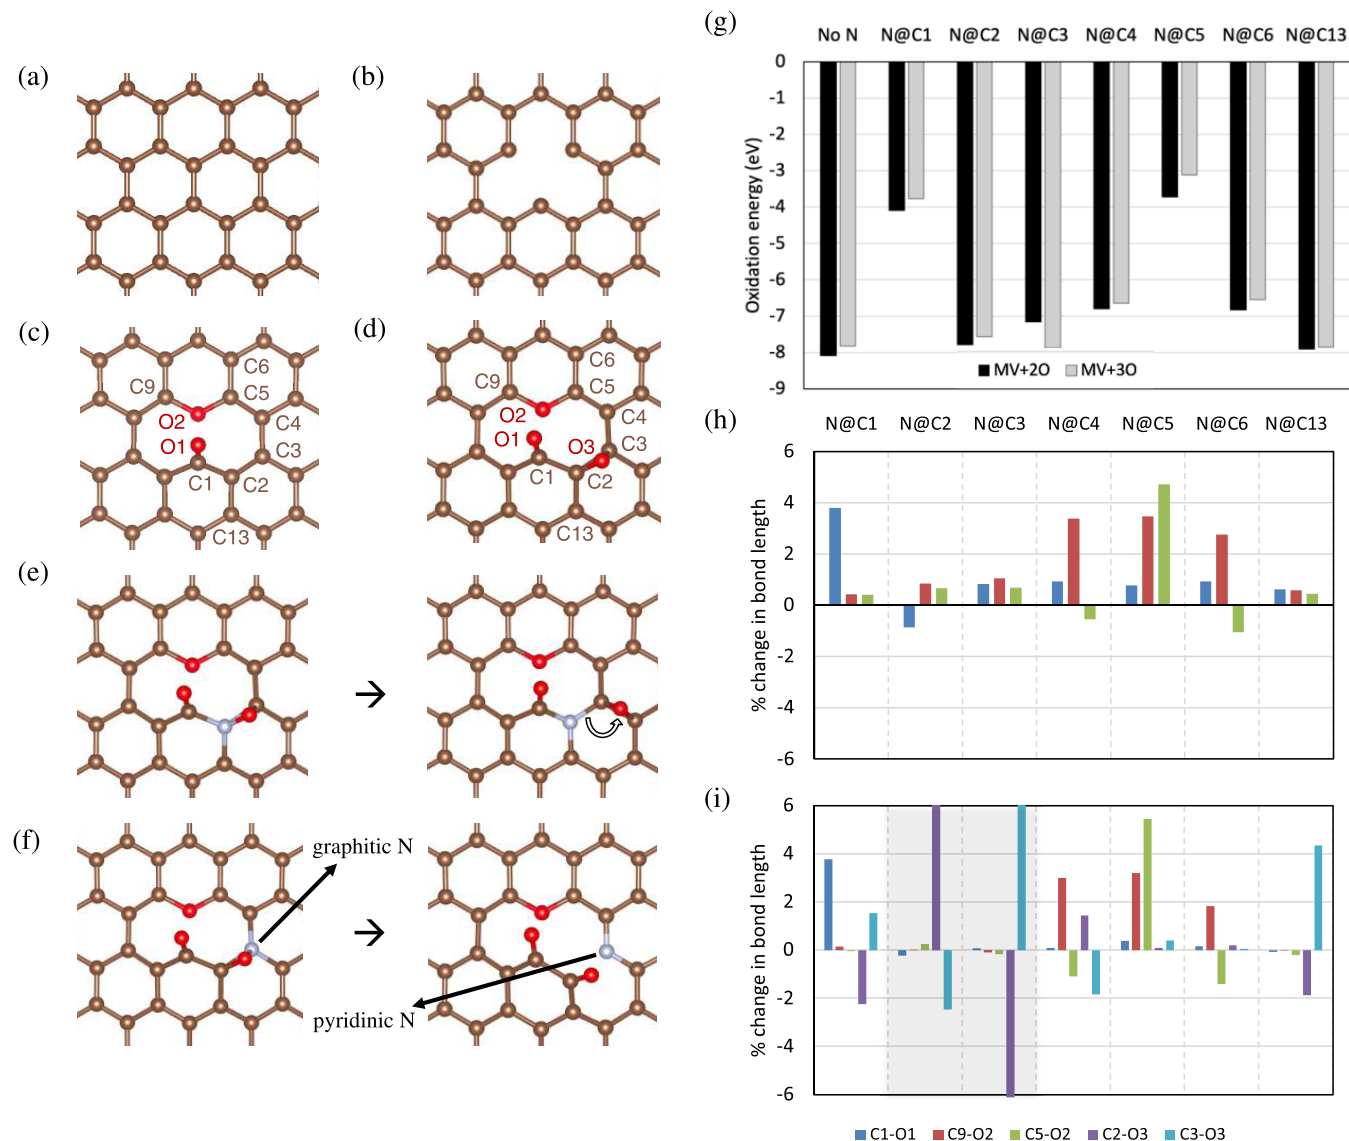 (a)
(b)
(c)
C9
C6
C5
O2
C4
O1
C3
C1
C2
C13
(d)
C9
C6
C5
O2
C4
O1
O3
C3
C1
C2
C13
(e)
→
(f)
graphitic N
→
pyridinic N
(g)
No N N@C1 N@C2 N@C3 N@C4 N@C5 N@C6 N@C13
Oxidation energy (eV)
0
-1
-2
-3
-4
-5
-6
-7
-8
-9
MV+2O MV+3O
(h)
N@C1 N@C2 N@C3 N@C4 N@C5 N@C6 N@C13
% change in bond length
6
4
2
0
-2
-4
-6
(i)
% change in bond length
6
4
2
0
-2
-4
-6
C1-O1 C9-O2 C5-O2 C2-O3 C3-O3